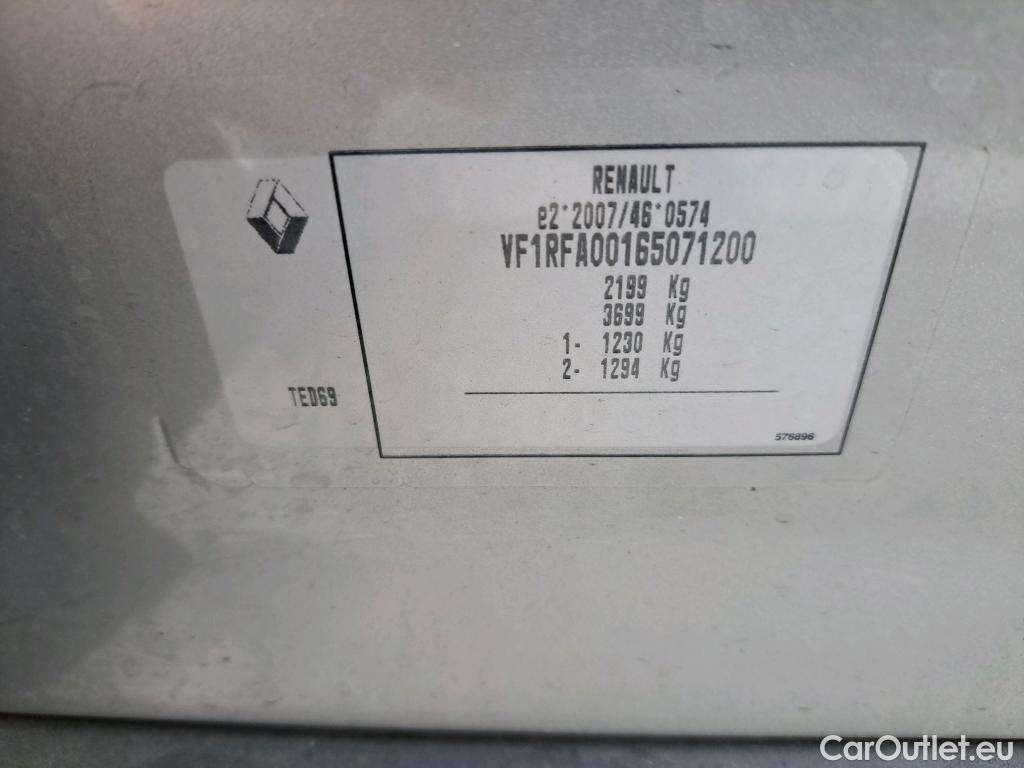 RENAULT
e2*2007/46*0574
VF1RFA00165071200
2199 Kg
3699 Kg
1- 1230 Kg
2- 1294 Kg
TED69
576896
CarOutlet.eu